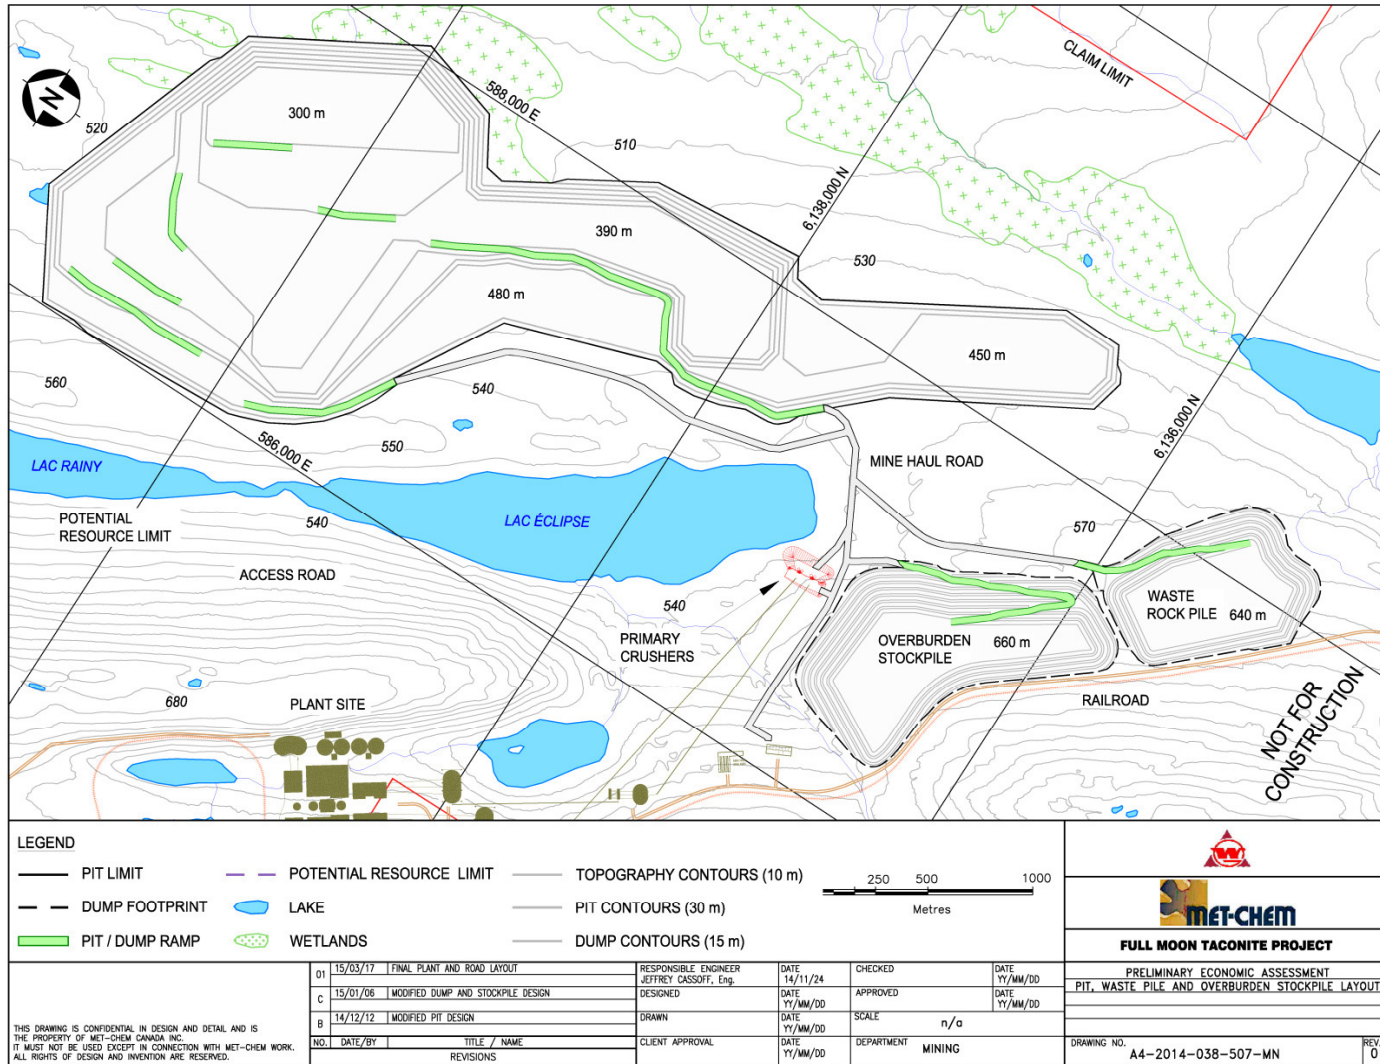 CLAIM LIMIT
588,000 E
300 m
520
510
6,138,000 N
390 m
530
480 m
450 m
560
540
550
586,000 E
6,136,000 N
LAC RAINY
MINE HAUL ROAD
POTENTIAL
RESOURCE LIMIT
540
LAC ÉCLIPSE
570
ACCESS ROAD
540
WASTE
ROCK PILE
640 m
PRIMARY
CRUSHERS
OVERBURDEN
STOCKPILE
660 m
680
PLANT SITE
RAILROAD
NOT FOR
CONSTRUCTION
LEGEND
PIT LIMIT
POTENTIAL RESOURCE LIMIT
TOPOGRAPHY CONTOURS (10 m)
250 500 1000
Metres
DUMP FOOTPRINT
LAKE
PIT CONTOURS (30 m)
PIT / DUMP RAMP
WETLANDS
DUMP CONTOURS (15 m)
MET-CHEM
FULL MOON TACONITE PROJECT
PRELIMINARY ECONOMIC ASSESSMENT
PIT, WASTE PILE AND OVERBURDEN STOCKPILE LAYOUT
01 15/03/17 FINAL PLANT AND ROAD LAYOUT
C 15/01/06 MODIFIED DUMP AND STOCKPILE DESIGN
B 14/12/12 MODIFIED PIT DESIGN
NO. DATE/BY TITLE / NAME
REVISIONS
RESPONSIBLE ENGINEER
JEFFREY CASSOFF, Eng.
DATE
14/11/24
CHECKED
DATE
YY/MM/DD
DESIGNED
DATE
YY/MM/DD
APPROVED
DATE
YY/MM/DD
DRAWN
DATE
YY/MM/DD
SCALE
n/a
CLIENT APPROVAL
DATE
YY/MM/DD
DEPARTMENT
MINING
DRAWING NO.
A4-2014-038-507-MN
REV.
0
THIS DRAWING IS CONFIDENTIAL IN DESIGN AND DETAIL AND IS
THE PROPERTY OF MET-CHEM CANADA INC.
IT MUST NOT BE USED EXCEPT IN CONNECTION WITH MET-CHEM WORK.
ALL RIGHTS OF DESIGN AND INVENTION ARE RESERVED.
N